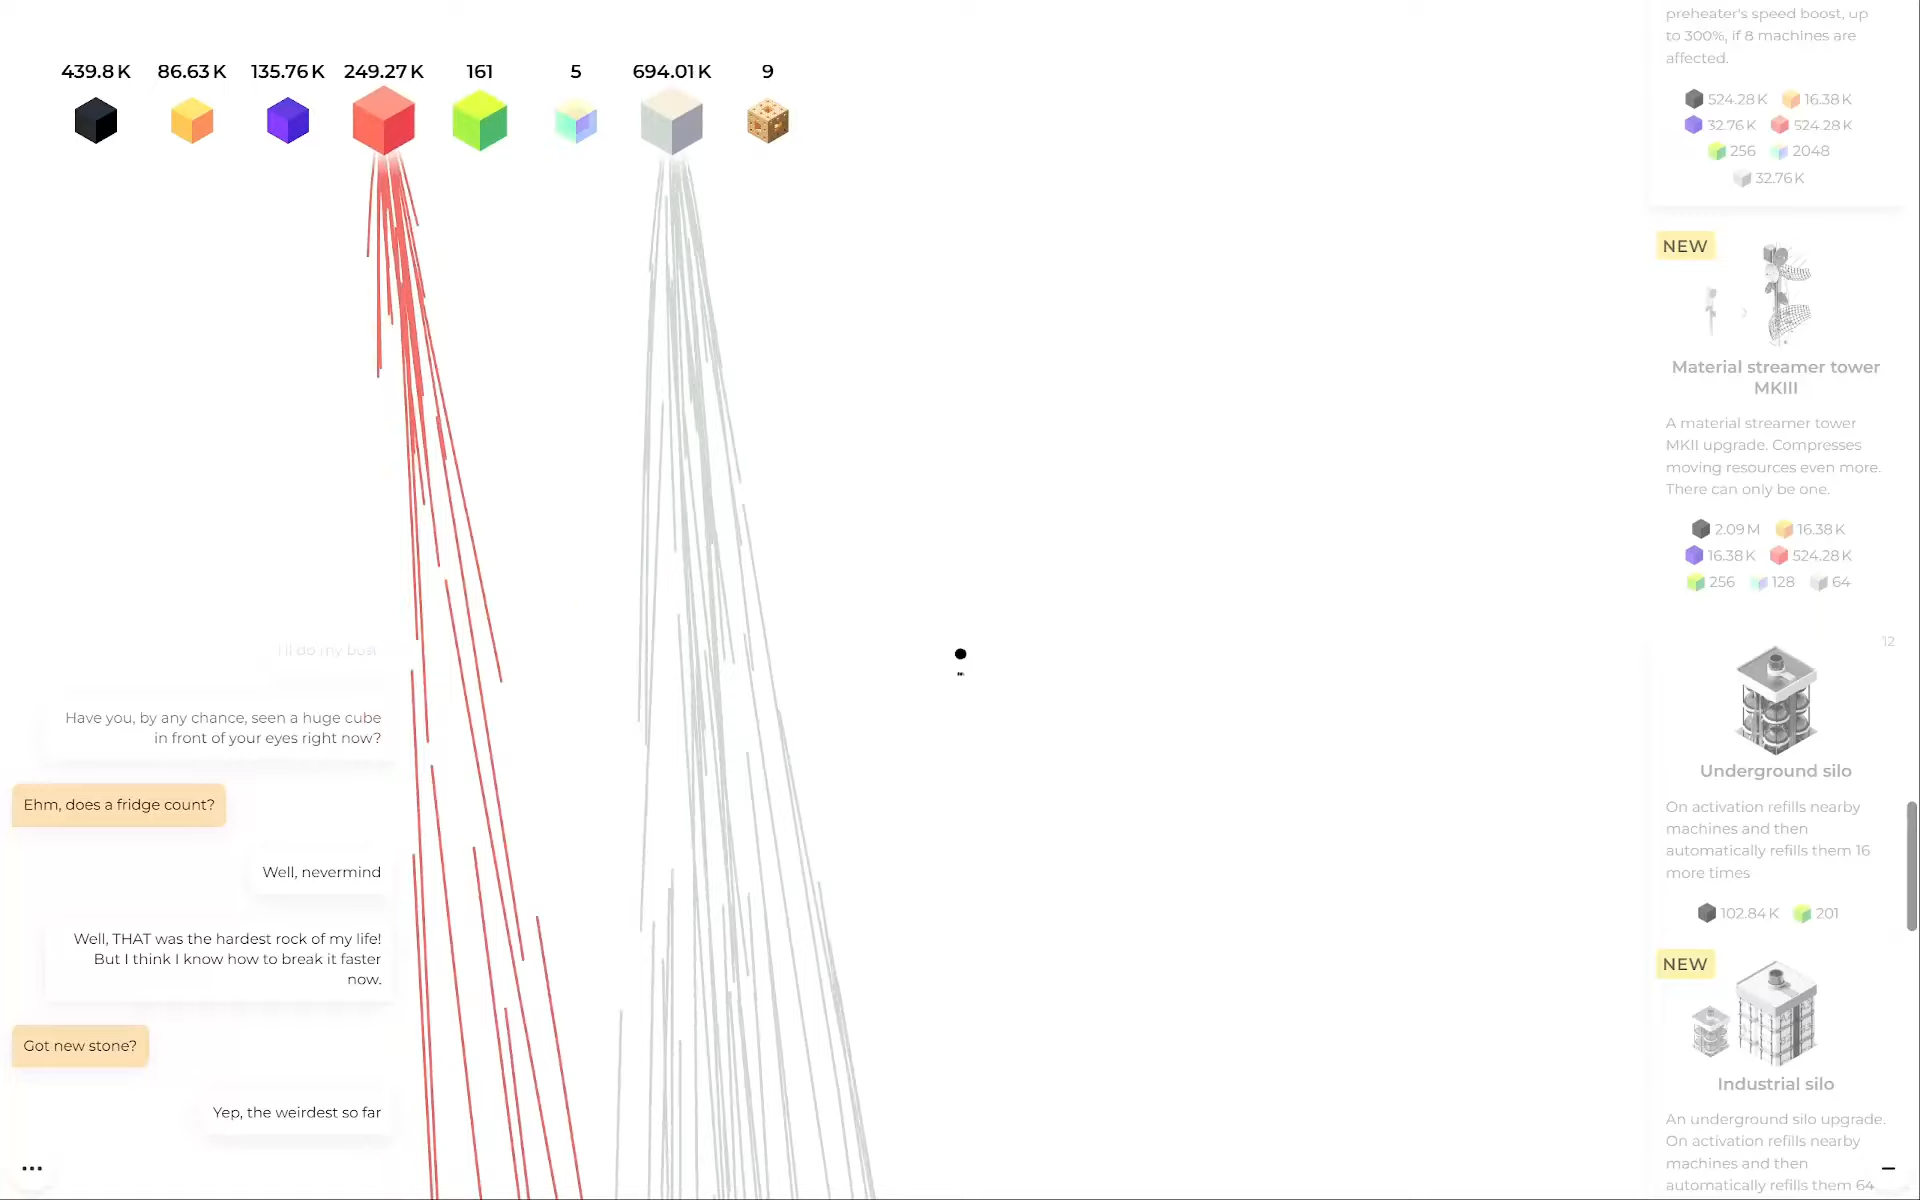 439.8 K 86.63 K 135.76 K 249.27 K 161 5 694.01 K 9
I'll do my best
Have you, by any chance, seen a huge cube
in front of your eyes right now?
Ehm, does a fridge count?
Well, nevermind
Well, THAT was the hardest rock of my life!
But I think I know how to break it faster
now.
Got new stone?
Yep, the weirdest so far
preheater's speed boost, up
to 300%, if 8 machines are
affected.
524.28 K 16.38 K
32.76 K 524.28 K
256 2048
32.76 K
NEW
Material streamer tower
MKIII
A material streamer tower
MKII upgrade. Compresses
moving resources even more.
There can only be one.
2.09 M 16.38 K
16.38 K 524.28 K
256 128 64
12
Underground silo
On activation refills nearby
machines and then
automatically refills them 16
more times
102.84 K 201
NEW
Industrial silo
An underground silo upgrade.
On activation refills nearby
machines and then
automatically refills them 64